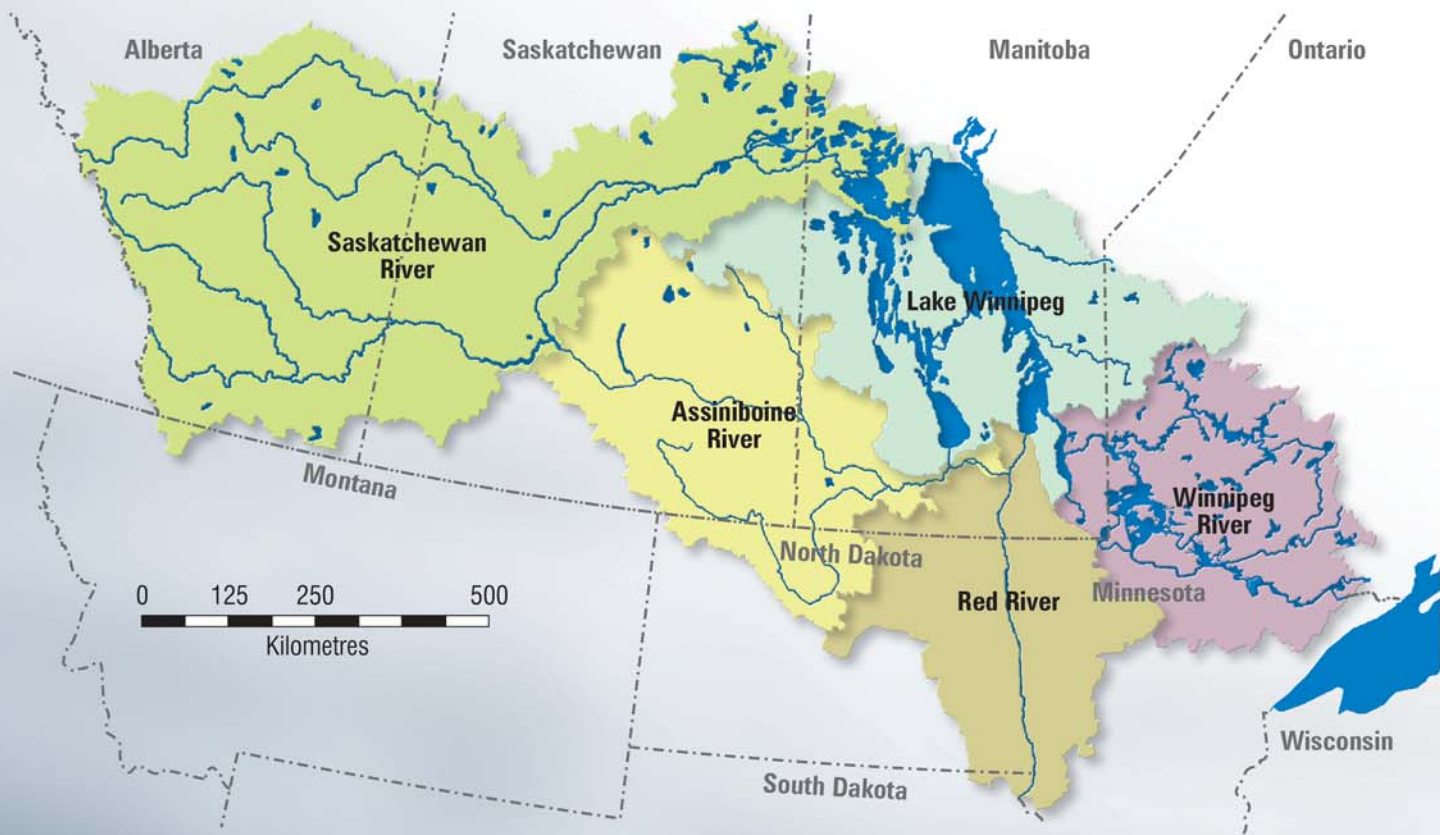 Alberta
Saskatchewan
Manitoba
Ontario
Saskatchewan
River
Lake Winnipeg
Assiniboine
River
Montana
Winnipeg
River
North Dakota
Minnesota
Red River
0 125 250 500
Kilometres
Wisconsin
South Dakota